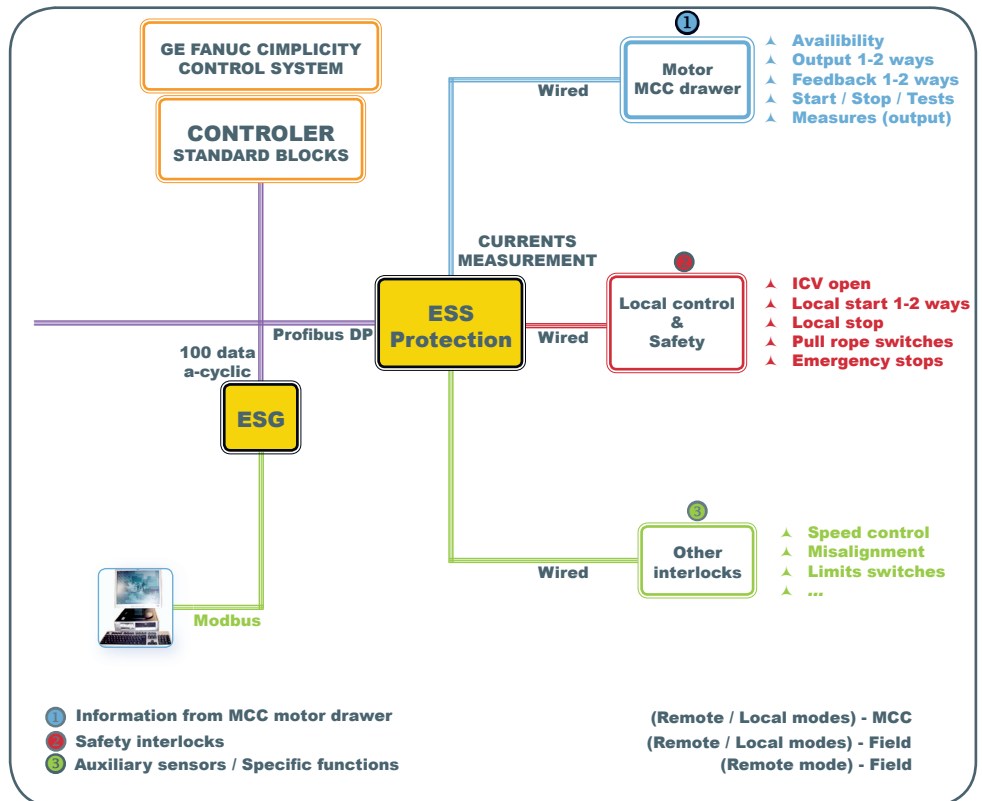 GE FANUC CIMPLICITY
CONTROL SYSTEM
CONTROLER
STANDARD BLOCKS
1
Motor
MCC drawer
Wired
Availibility
Output 1-2 ways
Feedback 1-2 ways
Start / Stop / Tests
Measures (output)
CURRENTS
MEASUREMENT
ESS
Protection
Profibus DP
Wired
2
Local control
&
Safety
ICV open
Local start 1-2 ways
Local stop
Pull rope switches
Emergency stops
100 data
a-cyclic
ESG
Modbus
3
Other
interlocks
Wired
Speed control
Misalignment
Limits switches
...
1 Information from MCC motor drawer
(Remote / Local modes) - MCC
2 Safety interlocks
(Remote / Local modes) - Field
3 Auxiliary sensors / Specific functions
(Remote mode) - Field